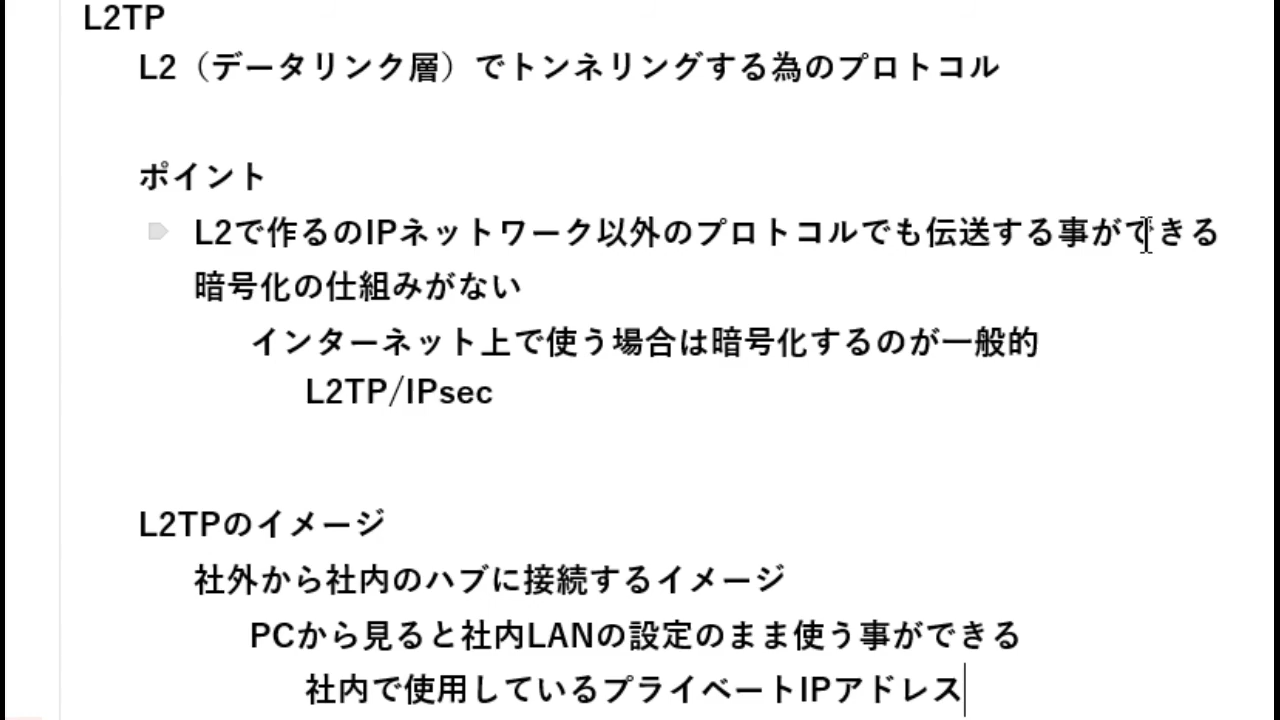 L2TP
L2（データリンク層）でトンネリングする為のプロトコル
ポイント
L2で作るのIPネットワーク以外のプロトコルでも伝送する事ができる
暗号化の仕組みがない
インターネット上で使う場合は暗号化するのが一般的
L2TP/IPsec
L2TPのイメージ
社外から社内のハブに接続するイメージ
PCから見ると社内LANの設定のまま使う事ができる
社内で使用しているプライベートIPアドレス